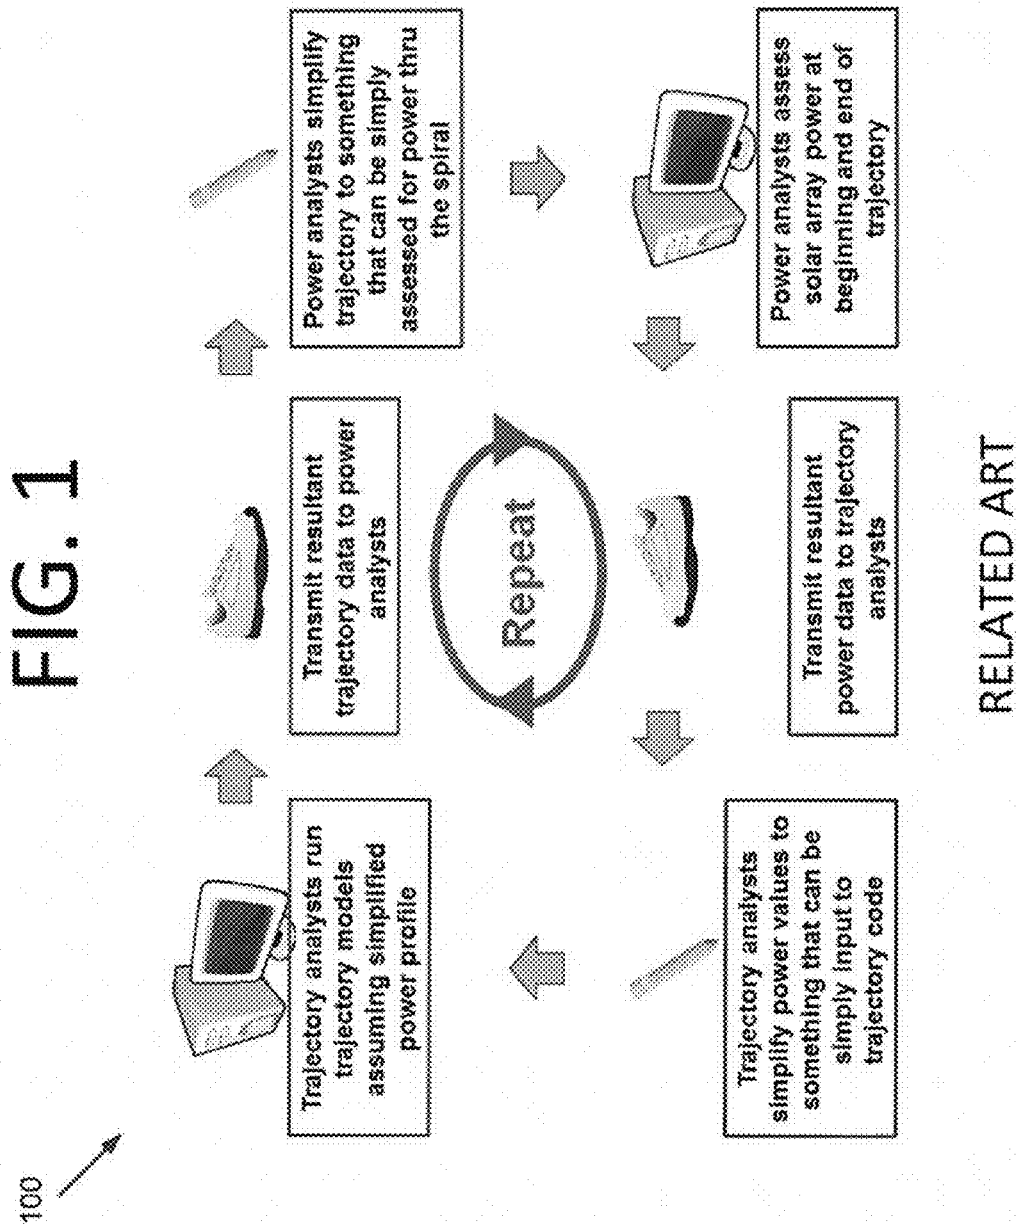 FIG. 1
100
Trajectory analysts run
trajectory models
assuming simplified
power profile
Transmit resultant
trajectory data to power
analysts
Power analysts simplify
trajectory to something
that can be simply
assessed for power thru
the spiral
Repeat
Trajectory analysts
simplify power values to
something that can be
simply input to
trajectory code
Transmit resultant
power data to trajectory
analysts
Power analysts assess
solar array power at
beginning and end of
trajectory
RELATED ART